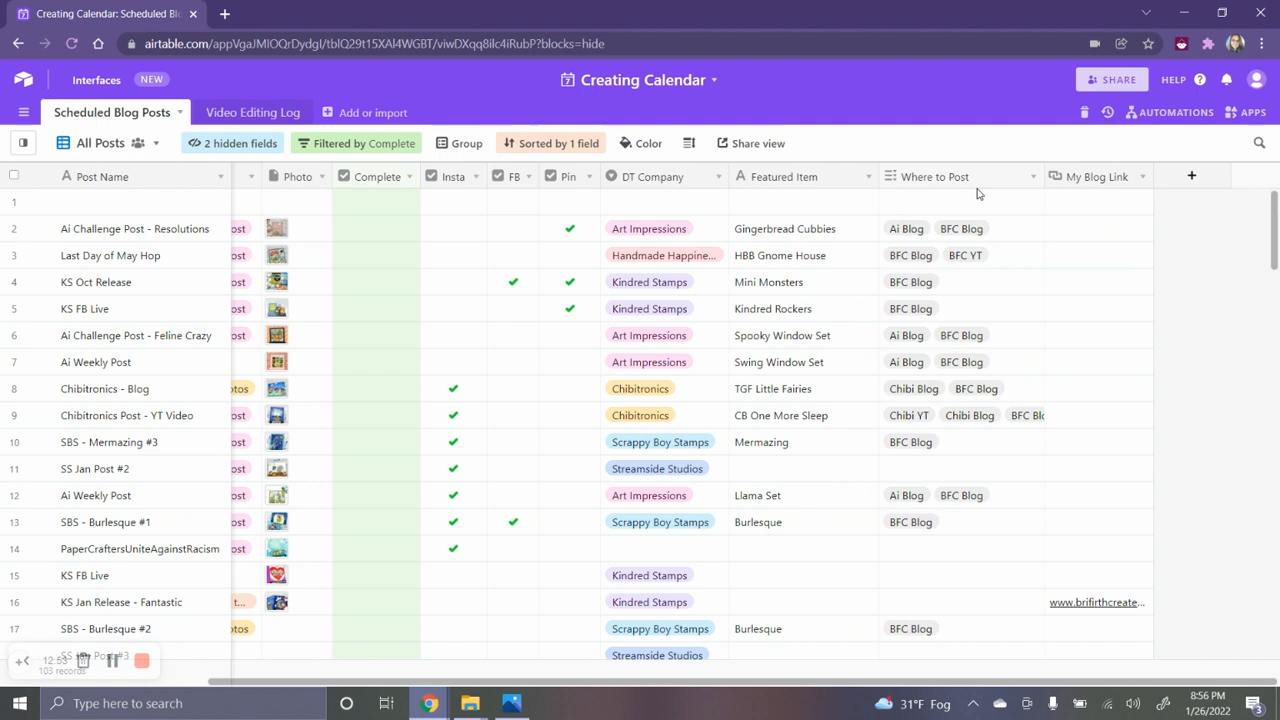 Creating Calendar: Scheduled Blo
airtable.com/appVgaJMIOQrDydgI/tblQ29t15XAl4WGBT/viwDXqq8ilc4iRubP?blocks=hide
Interfaces NEW Creating Calendar SHARE HELP
Scheduled Blog Posts Video Editing Log Add or import AUTOMATIONS APPS
All Posts 2 hidden fields Filtered by Complete Group Sorted by 1 field Color Share view
Post Name Photo Complete Insta FB Pin DT Company Featured Item Where to Post My Blog Link
1
2 Ai Challenge Post - Resolutions ost Art Impressions Gingerbread Cubbies Ai Blog BFC Blog
3 Last Day of May Hop ost Handmade Happine... HBB Gnome House BFC Blog BFC YT
4 KS Oct Release ost Kindred Stamps Mini Monsters BFC Blog
5 KS FB Live ost Kindred Stamps Kindred Rockers BFC Blog
6 Ai Challenge Post - Feline Crazy ost Art Impressions Spooky Window Set Ai Blog BFC Blog
7 Ai Weekly Post ost Art Impressions Swing Window Set Ai Blog BFC Blog
8 Chibitronics - Blog otos Chibitronics TGF Little Fairies Chibi Blog BFC Blog
9 Chibitronics Post - YT Video ost Chibitronics CB One More Sleep Chibi YT Chibi Blog BFC Blo
10 SBS - Mermazing #3 ost Scrappy Boy Stamps Mermazing BFC Blog
11 SS Jan Post #2 ost Streamside Studios
12 Ai Weekly Post ost Art Impressions Llama Set Ai Blog BFC Blog
13 SBS - Burlesque #1 ost Scrappy Boy Stamps Burlesque BFC Blog
14 PaperCraftersUniteAgainstRacism ost
15 KS FB Live Kindred Stamps
16 KS Jan Release - Fantastic t... Kindred Stamps www.brifirthcreate...
17 SBS - Burlesque #2 otos Scrappy Boy Stamps Burlesque BFC Blog
SS Jan Post #3 Streamside Studios
12:53
103 records
Type here to search 31°F Fog 8:56 PM
1/26/2022 3